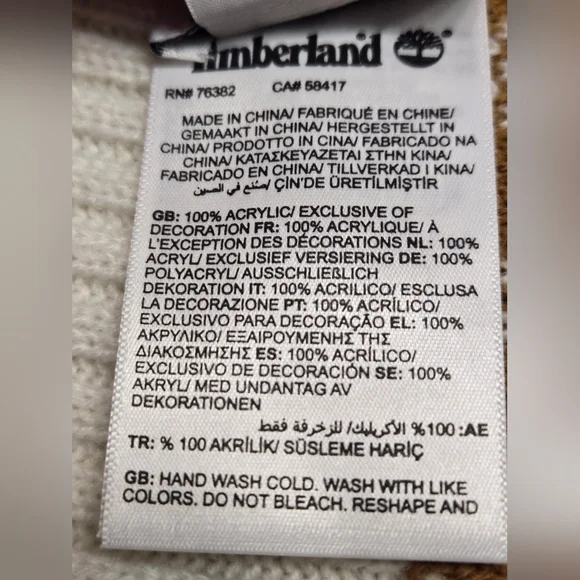 Timberland
RN# 76382 CA# 58417
MADE IN CHINA/ FABRIQUÉ EN CHINE/
GEMAAKT IN CHINA/ HERGESTELLT IN
CHINA/ PRODOTTO IN CINA/ FABRICADO NA
CHINA/ ΚΑΤΑΣΚΕΥΑΖΕΤΑΙ ΣΤΗΝ ΚΙΝΑ/
FABRICADO EN CHINA/ TILLVERKAD I KINA/
صنع في الصين/ ÇİN'DE ÜRETİLMİŞTİR
GB: 100% ACRYLIC/ EXCLUSIVE OF
DECORATION FR: 100% ACRYLIQUE/ À
L'EXCEPTION DES DÉCORATIONS NL: 100%
ACRYL/ EXCLUSIEF VERSIERING DE: 100%
POLYACRYL/ AUSSCHLIEßLICH
DEKORATION IT: 100% ACRILICO/ ESCLUSA
LA DECORAZIONE PT: 100% ACRÍLICO/
EXCLUSIVO PARA DECORAÇÃO EL: 100%
ΑΚΡΥΛΙΚΟ/ ΕΞΑΙΡΟΥΜΕΝΗΣ ΤΗΣ
ΔΙΑΚΟΣΜΗΣΗΣ ES: 100% ACRÍLICO/
EXCLUSIVO DE DECORACIÓN SE: 100%
AKRYL/ MED UNDANTAG AV
DEKORATIONEN
AE: 100% الأكريليك/ للزخرفة فقط
TR: % 100 AKRİLİK/ SÜSLEME HARİÇ
GB: HAND WASH COLD. WASH WITH LIKE
COLORS. DO NOT BLEACH. RESHAPE AND